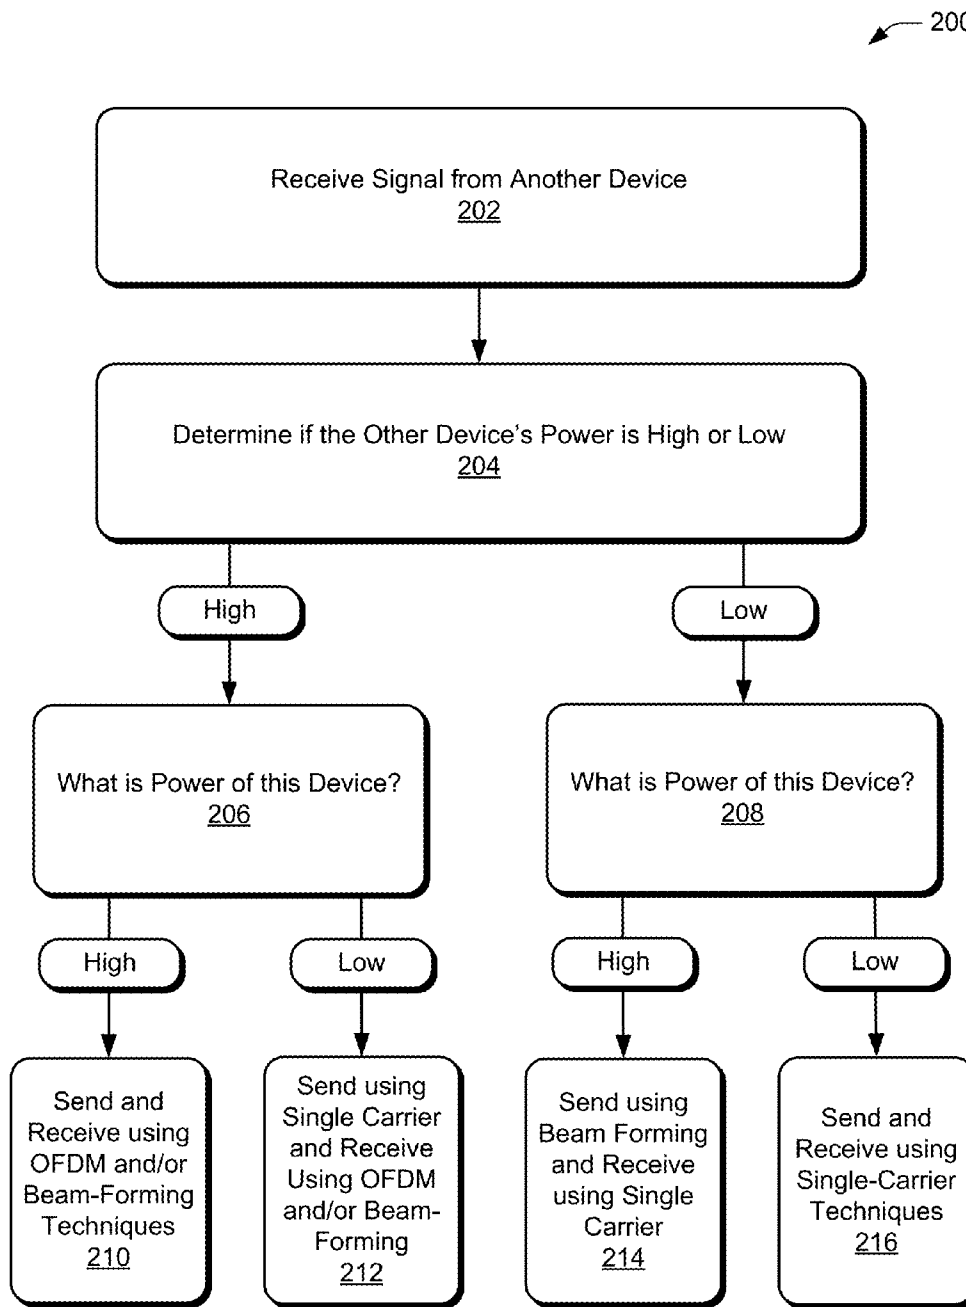 200
Receive Signal from Another Device
202
Determine if the Other Device's Power is High or Low
204
High
Low
What is Power of this Device?
206
What is Power of this Device?
208
High
Low
High
Low
Send and
Receive using
OFDM and/or
Beam-Forming
Techniques
210
Send using
Single Carrier
and Receive
Using OFDM
and/or Beam-
Forming
212
Send using
Beam Forming
and Receive
using Single
Carrier
214
Send and
Receive using
Single-Carrier
Techniques
216